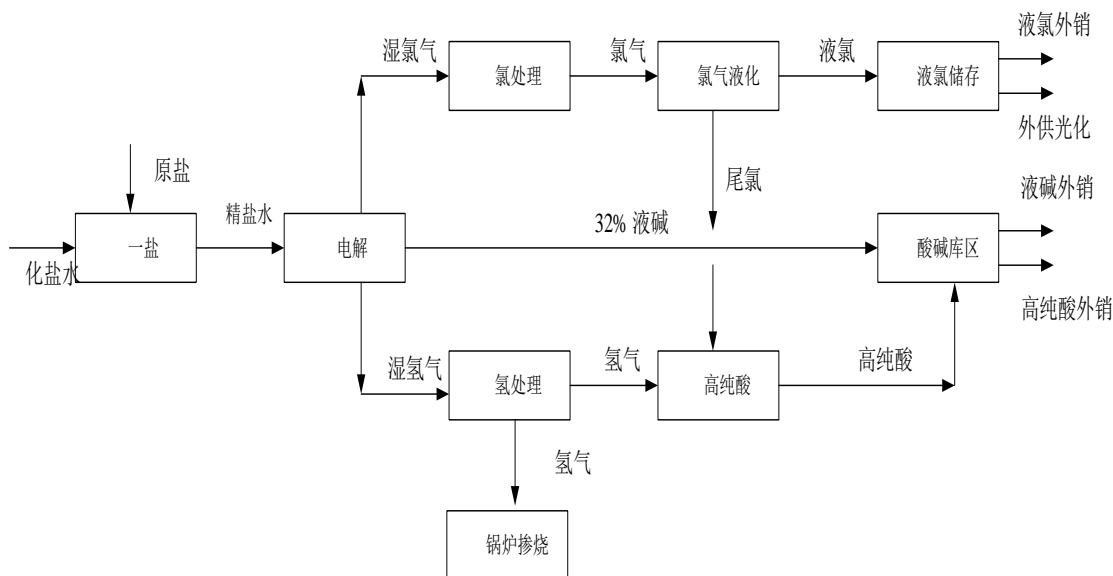 液氯外销
湿氯气
氯气
液氯
氯处理
氯气液化
液氯储存
外供光化
原盐
尾氯
液碱外销
精盐水
32% 液碱
一盐
电解
酸碱库区
化盐水
高纯酸外销
湿氢气
氢气
高纯酸
氢处理
高纯酸
氢气
锅炉掺烧